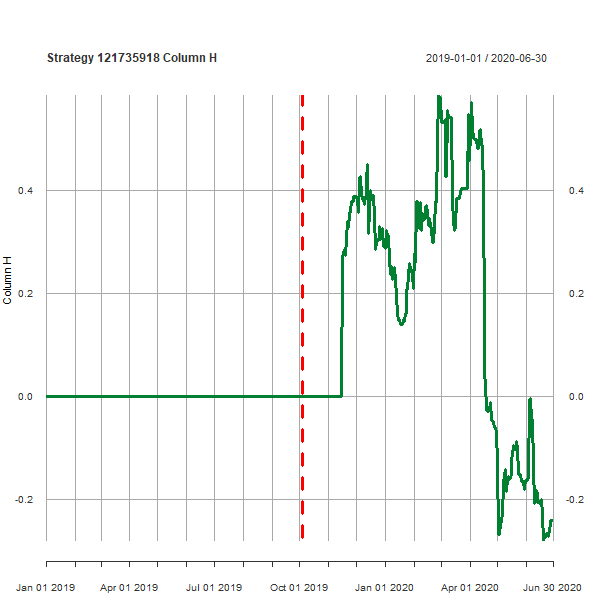 Strategy 121735918 Column H
2019-01-01 / 2020-06-30
0.4
0.4
0.2
0.2
Column H
0.0
0.0
-0.2
-0.2
Jan 01 2019
Apr 01 2019
Jul 01 2019
Oct 01 2019
Jan 01 2020
Apr 01 2020
Jun 30 2020